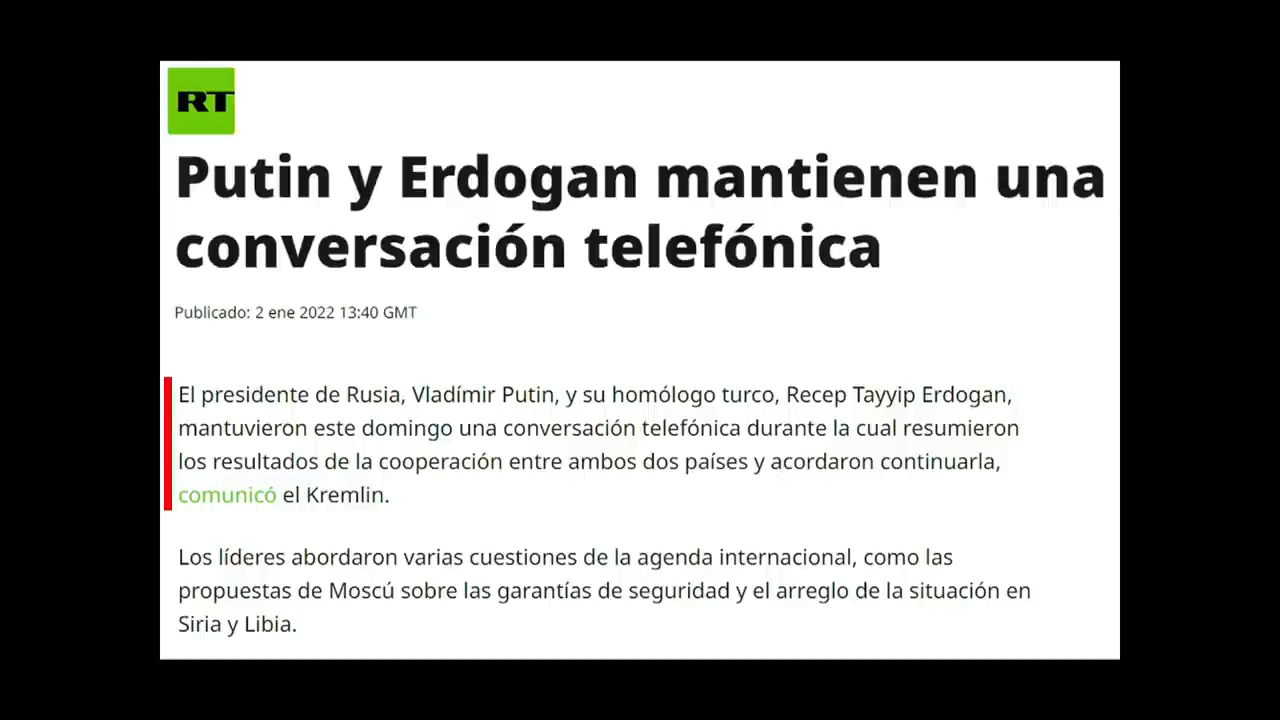 RT
Putin y Erdogan mantienen una
conversación telefónica
Publicado: 2 ene 2022 13:40 GMT
El presidente de Rusia, Vladímir Putin, y su homólogo turco, Recep Tayyip Erdogan,
mantuvieron este domingo una conversación telefónica durante la cual resumieron
los resultados de la cooperación entre ambos dos países y acordaron continuarla,
comunicó el Kremlin.
Los líderes abordaron varias cuestiones de la agenda internacional, como las
propuestas de Moscú sobre las garantías de seguridad y el arreglo de la situación en
Siria y Libia.